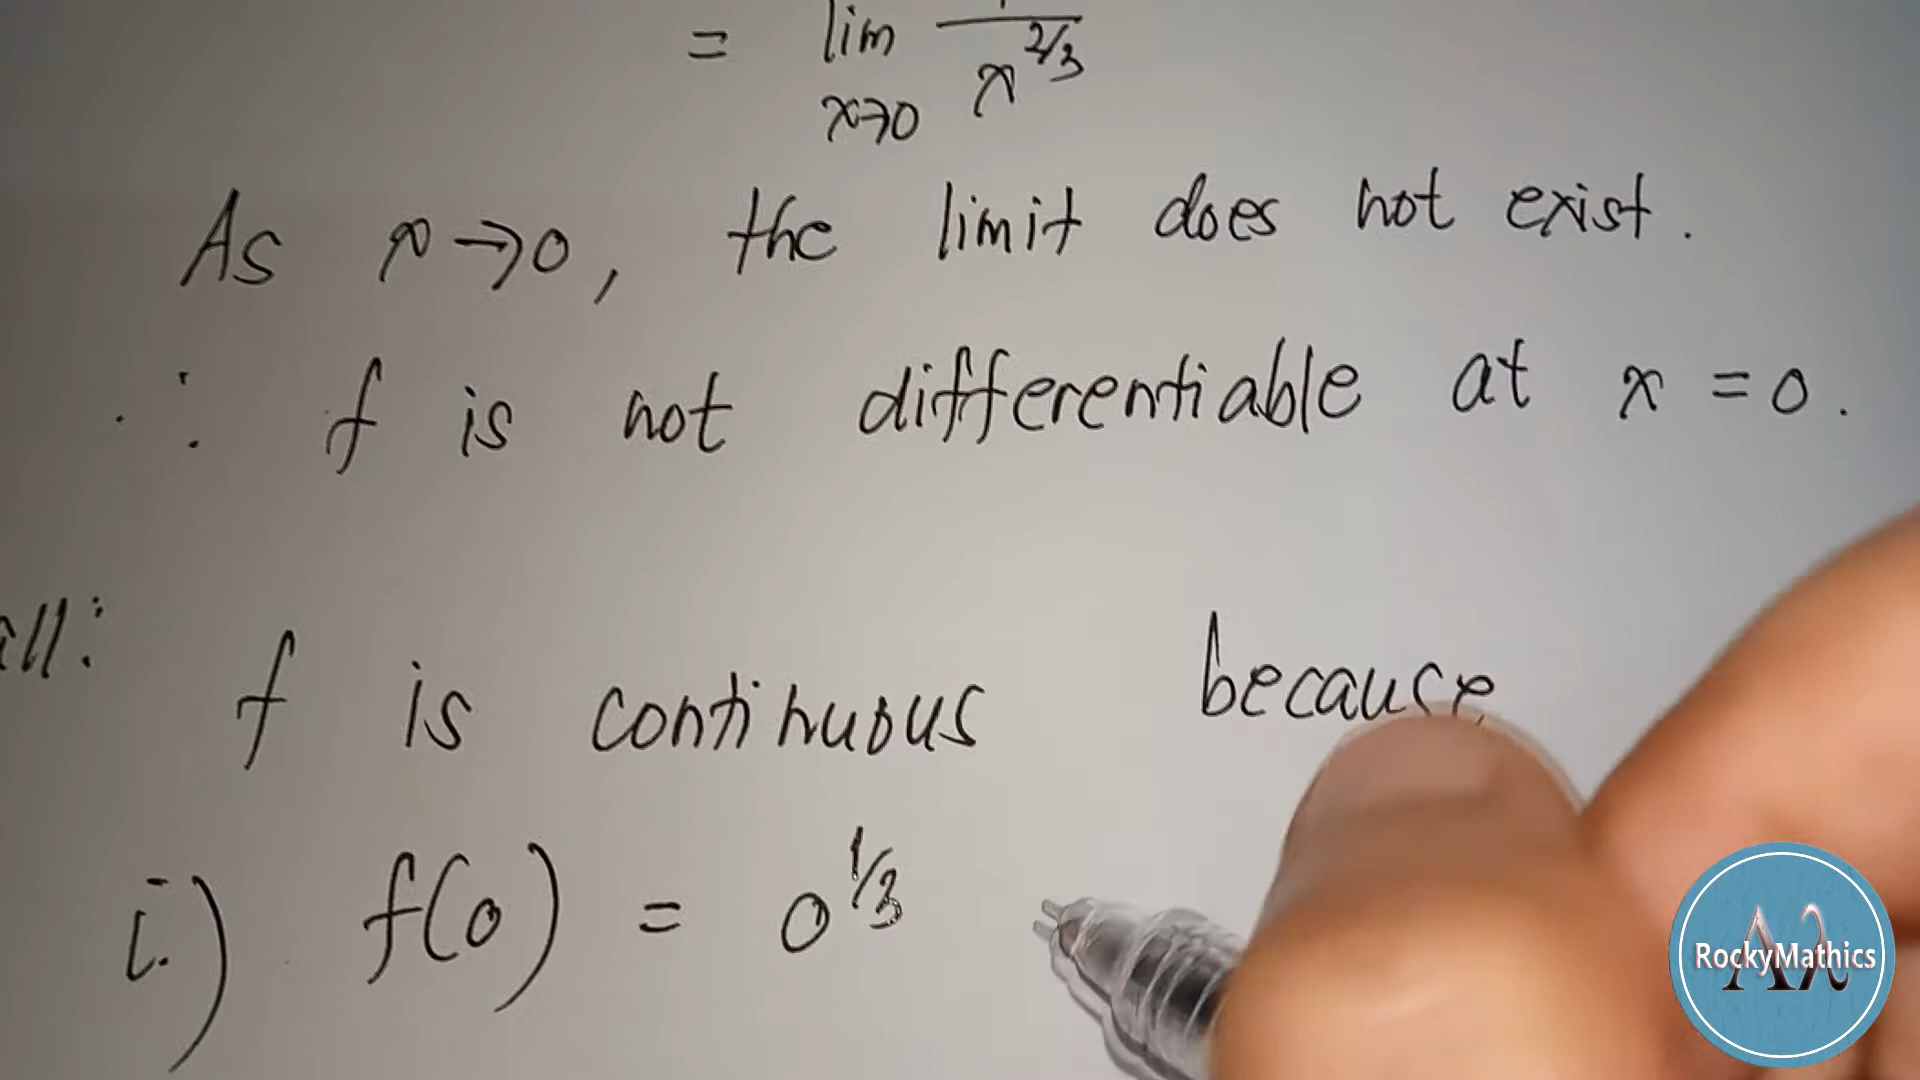 = lim 1/x^2/3
x→0
As x→0, the limit does not exist.
∴ f is not differentiable at x = 0.
all: f is continuous because
i.) f(0) = 0^1/3
RockyMathics